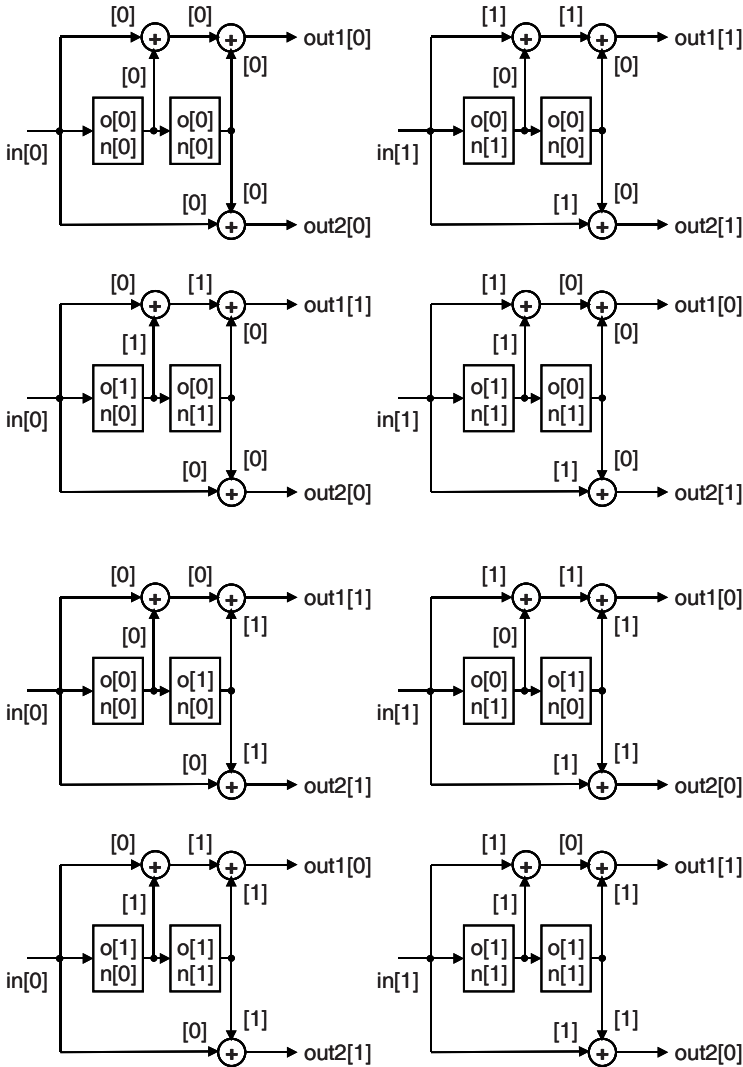 [0] [0] [1] [1]
+ + out1[0] + + out1[1]
[0] [0] [0] [0]
o[0] o[0] o[0] o[0]
n[0] n[0] n[1] n[0]
in[0] in[1]
[0] [0] [1] [0]
+ out2[0] + out2[1]
[0] [1] [1] [0]
+ + out1[1] + + out1[0]
[1] [0] [1] [0]
o[1] o[0] o[1] o[0]
n[0] n[1] n[1] n[1]
in[0] in[1]
[0] [0] [1] [0]
+ out2[0] + out2[1]
[0] [0] [1] [1]
+ + out1[1] + + out1[0]
[0] [1] [0] [1]
o[0] o[1] o[0] o[1]
n[0] n[0] n[1] n[0]
in[0] in[1]
[0] [1] [1] [1]
+ out2[1] + out2[0]
[0] [1] [1] [0]
+ + out1[0] + + out1[1]
[1] [1] [1] [1]
o[1] o[1] o[1] o[1]
n[0] n[1] n[1] n[1]
in[0] in[1]
[0] [1] [1] [1]
+ out2[1] + out2[0]